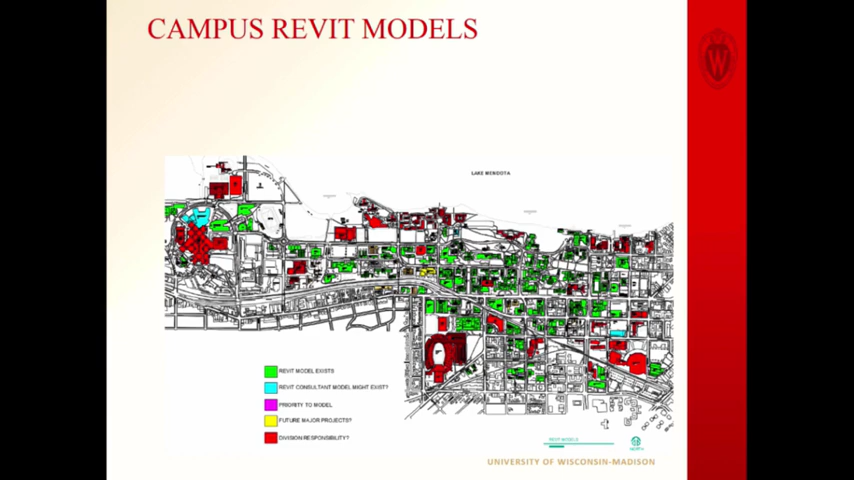 CAMPUS REVIT MODELS
W
LAKE MENDOTA
REVIT MODEL EXISTS
REVIT CONSULTANT MODEL MIGHT EXIST?
PRIORITY TO MODEL
FUTURE MAJOR PROJECTS?
DIVISION RESPONSIBILITY?
REVIT MODELS
NORTH
UNIVERSITY OF WISCONSIN-MADISON